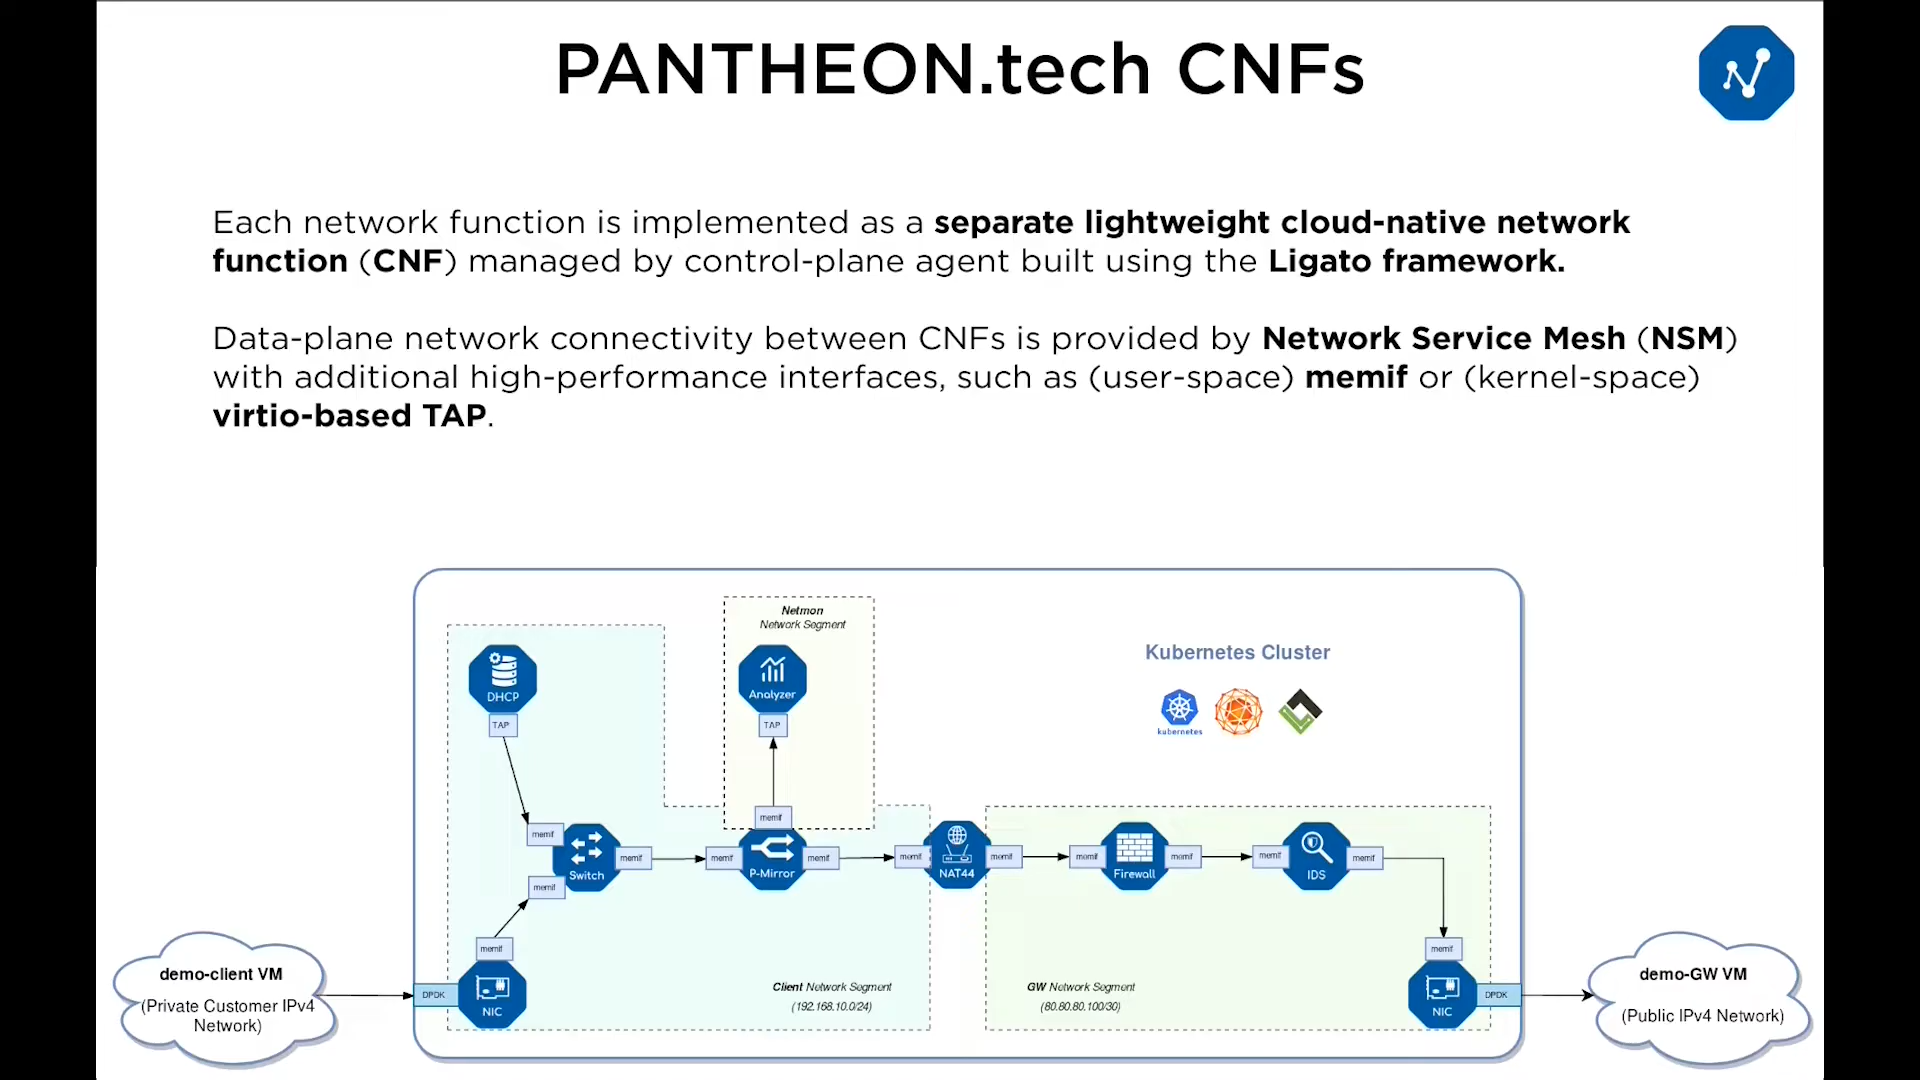 PANTHEON.tech CNFs
Each network function is implemented as a separate lightweight cloud-native network
function (CNF) managed by control-plane agent built using the Ligato framework.
Data-plane network connectivity between CNFs is provided by Network Service Mesh (NSM)
with additional high-performance interfaces, such as (user-space) memif or (kernel-space)
virtio-based TAP.
Netmon
Network Segment
Kubernetes Cluster
kubernetes
DHCP
TAP
Analyzer
TAP
memif
memif
Switch
memif
memif
memif
P-Mirror
memif
memif
NAT44
memif
memif
Firewall
memif
memif
IDS
memif
memif
memif
demo-client VM
(Private Customer IPv4
Network)
DPDK
NIC
Client Network Segment
(192.168.10.0/24)
GW Network Segment
(80.80.80.100/30)
NIC
DPDK
demo-GW VM
(Public IPv4 Network)